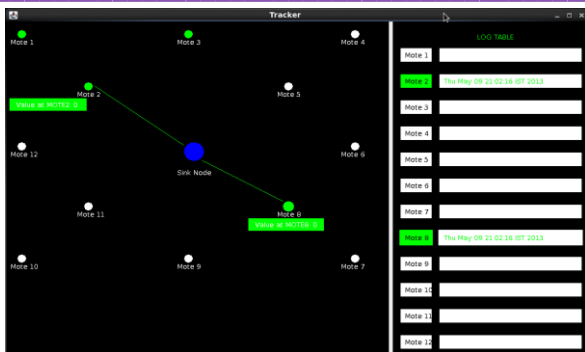 Tracker
Mote 1
Mote 3
Mote 4
Mote 2
Mote 5
Value at MOTE2: 0
Mote 12
Sink Node
Mote 6
Mote 11
Mote 8
Value at MOTE8: 0
Mote 10
Mote 9
Mote 7
LOG TABLE
Mote 1
Mote 2 Thu May 09 21:02:16 IST 2013
Mote 3
Mote 4
Mote 5
Mote 6
Mote 7
Mote 8 Thu May 09 21:02:16 IST 2013
Mote 9
Mote 10
Mote 11
Mote 12